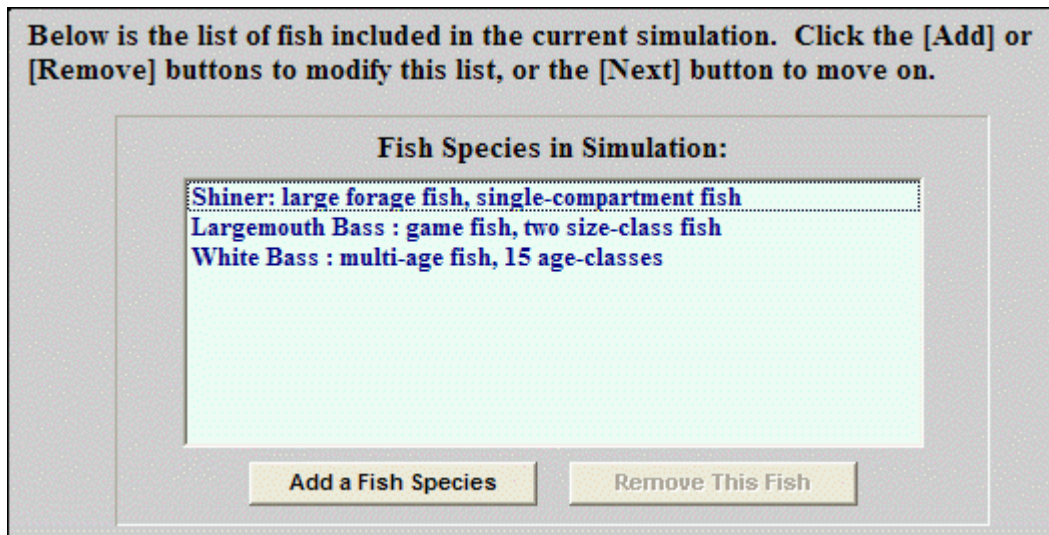 Below is the list of fish included in the current simulation.  Click the [Add] or
[Remove] buttons to modify this list, or the [Next] button to move on.
Fish Species in Simulation:
Shiner: large forage fish, single-compartment fish
Largemouth Bass : game fish, two size-class fish
White Bass : multi-age fish, 15 age-classes
Add a Fish Species
Remove This Fish